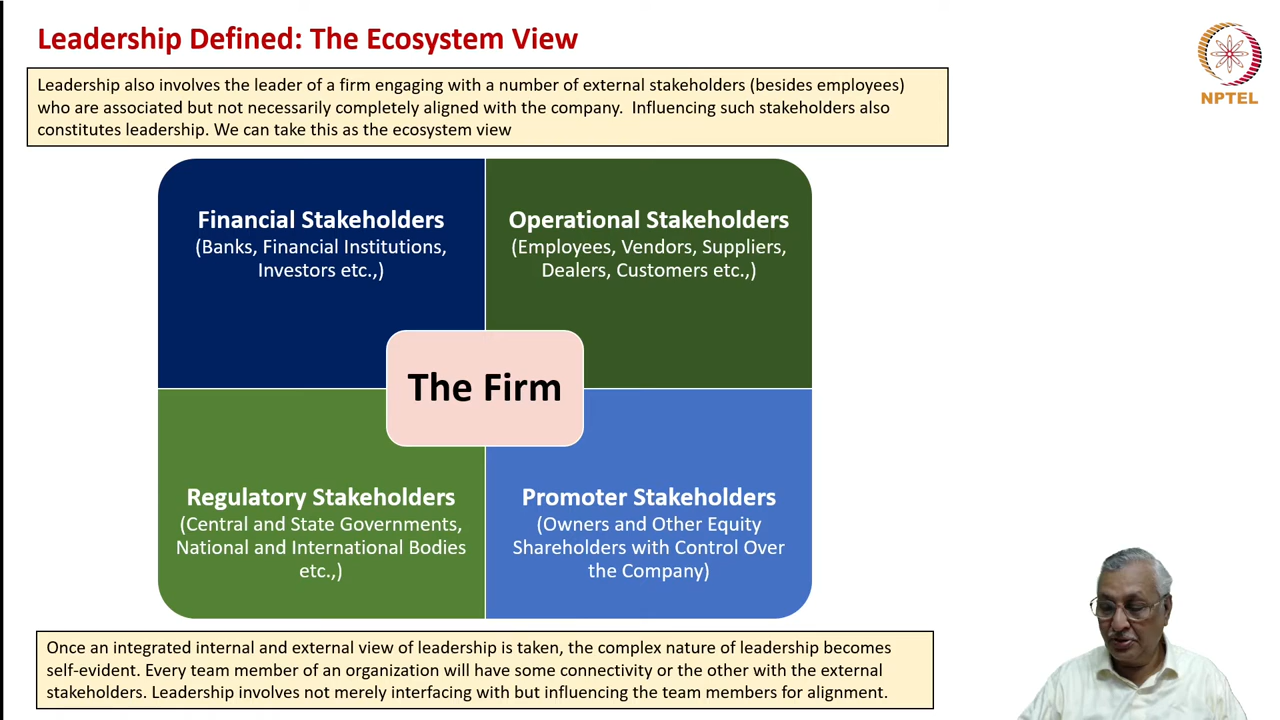 Leadership Defined: The Ecosystem View
NPTEL
Leadership also involves the leader of a firm engaging with a number of external stakeholders (besides employees)
who are associated but not necessarily completely aligned with the company.  Influencing such stakeholders also
constitutes leadership. We can take this as the ecosystem view
Financial Stakeholders
(Banks, Financial Institutions,
Investors etc.,)
Operational Stakeholders
(Employees, Vendors, Suppliers,
Dealers, Customers etc.,)
The Firm
Regulatory Stakeholders
(Central and State Governments,
National and International Bodies
etc.,)
Promoter Stakeholders
(Owners and Other Equity
Shareholders with Control Over
the Company)
Once an integrated internal and external view of leadership is taken, the complex nature of leadership becomes
self-evident. Every team member of an organization will have some connectivity or the other with the external
stakeholders. Leadership involves not merely interfacing with but influencing the team members for alignment.